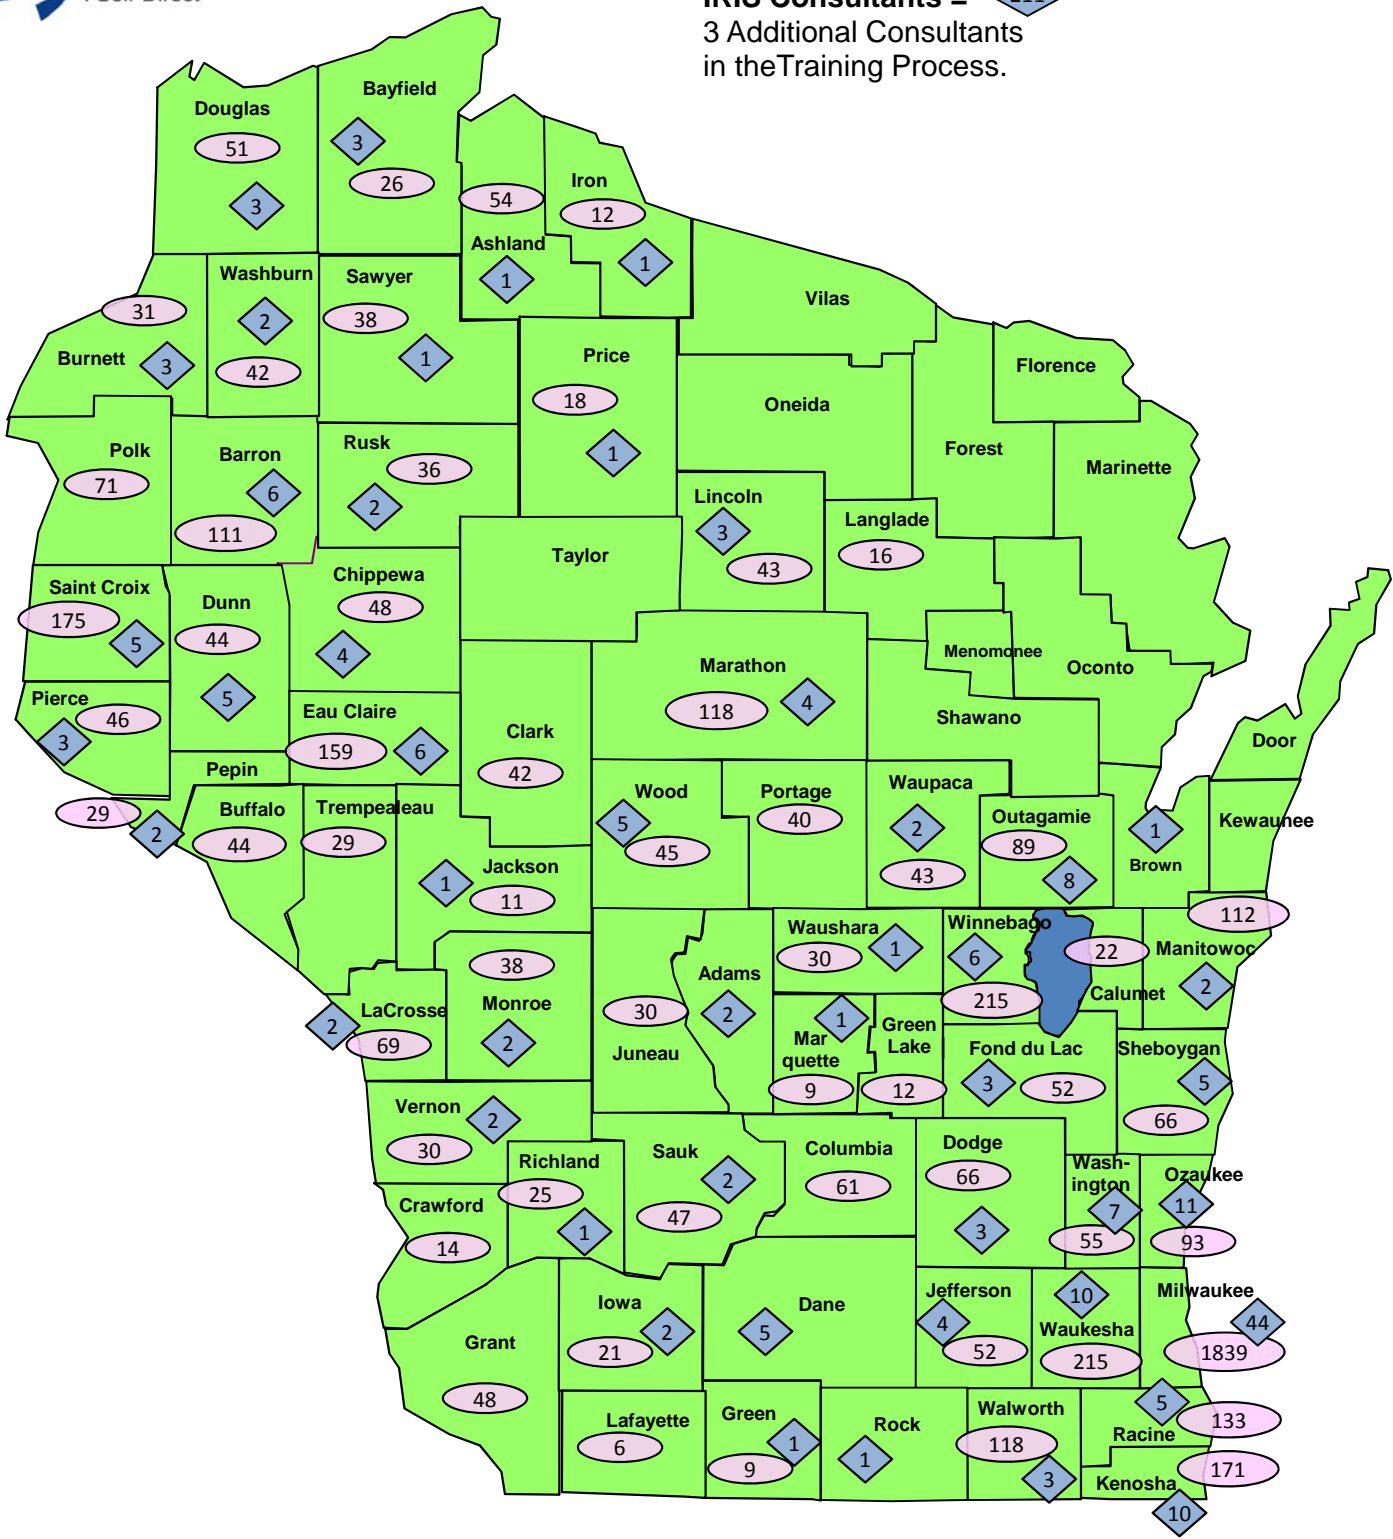 IRIS Consultants =
3 Additional Consultants
in theTraining Process.
Bayfield
3
26
Douglas
51
3
54
Ashland
1
Iron
12
1
Vilas
Washburn
2
42
Sawyer
38
1
31
Burnett
3
Price
18
1
Florence
Oneida
Forest
Marinette
Polk
71
Barron
6
111
Rusk
36
2
Lincoln
3
43
Langlade
16
Taylor
Chippewa
48
4
Saint Croix
175
5
Dunn
44
5
Menomonee
Oconto
Marathon
118
4
Shawano
Pierce
46
3
Eau Claire
159
6
Clark
42
Door
Pepin
29
2
Buffalo
44
Trempealeau
29
Wood
5
45
Portage
40
Waupaca
2
43
Outagamie
89
8
1
Brown
Kewaunee
Jackson
1
11
112
Manitowoc
2
Waushara
30
1
Winnebago
6
215
22
Calumet
38
Monroe
2
Adams
2
30
Juneau
LaCrosse
2
69
1
Mar
quette
9
Green
Lake
12
Fond du Lac
3
52
Sheboygan
5
66
Vernon
2
30
Richland
25
1
Sauk
2
47
Columbia
61
Dodge
66
3
Wash-
ington
7
55
Ozaukee
11
93
Crawford
14
Grant
48
Iowa
2
21
Dane
5
Jefferson
4
52
10
Waukesha
215
Milwaukee
44
1839
Lafayette
6
Green
1
9
Rock
1
Walworth
118
3
5
133
Racine
171
Kenosha
10